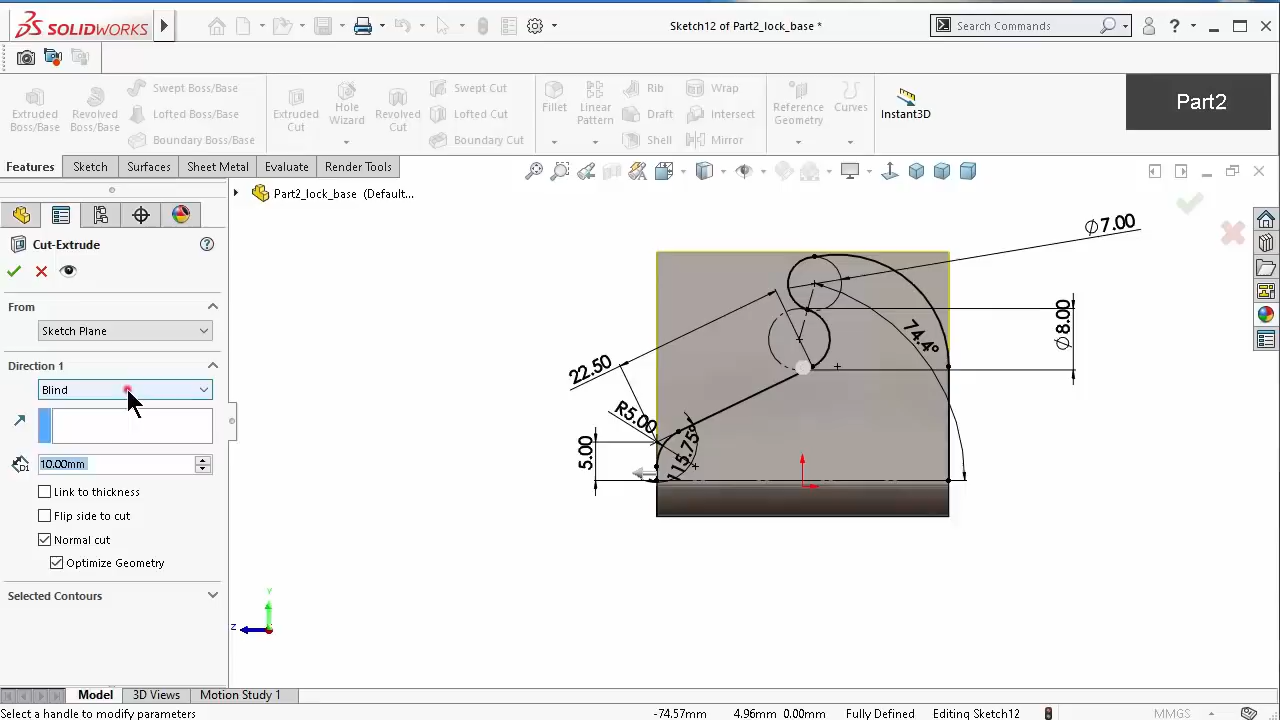 SOLIDWORKS
Sketch12 of Part2_lock_base *
Search Commands
Extruded Boss/Base
Revolved Boss/Base
Swept Boss/Base
Lofted Boss/Base
Boundary Boss/Base
Extruded Cut
Hole Wizard
Revolved Cut
Swept Cut
Lofted Cut
Boundary Cut
Fillet
Linear Pattern
Rib
Draft
Shell
Wrap
Intersect
Mirror
Reference Geometry
Curves
Instant3D
Part2
Features
Sketch
Surfaces
Sheet Metal
Evaluate
Render Tools
Part2_lock_base (Default...
Cut-Extrude
From
Sketch Plane
Direction 1
Blind
D1
10.00mm
Link to thickness
Flip side to cut
Normal cut
Optimize Geometry
Selected Contours
Ø7.00
Ø8.00
74.4°
22.50
R5.00
115.75°
5.00
Y
Z
Model
3D Views
Motion Study 1
Select a handle to modify parameters
-74.57mm
4.96mm
0.00mm
Fully Defined
Editing Sketch12
MMGS